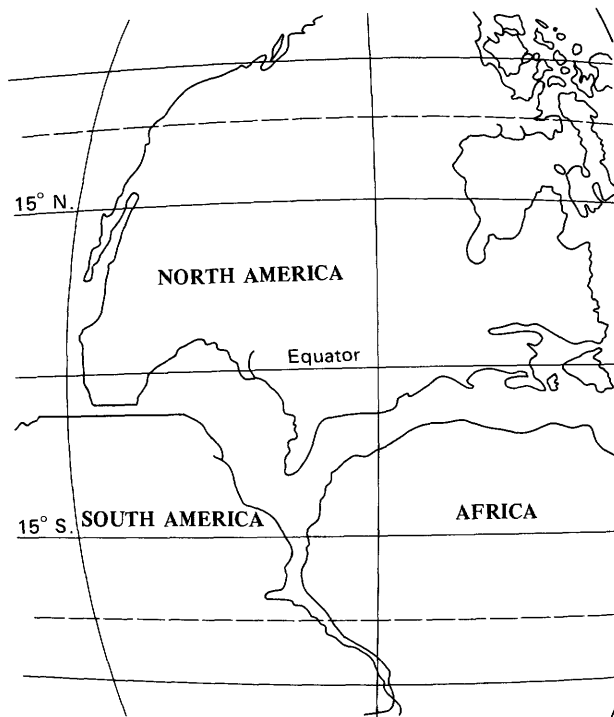 15° N.
NORTH AMERICA
Equator
15° S.
SOUTH AMERICA
AFRICA